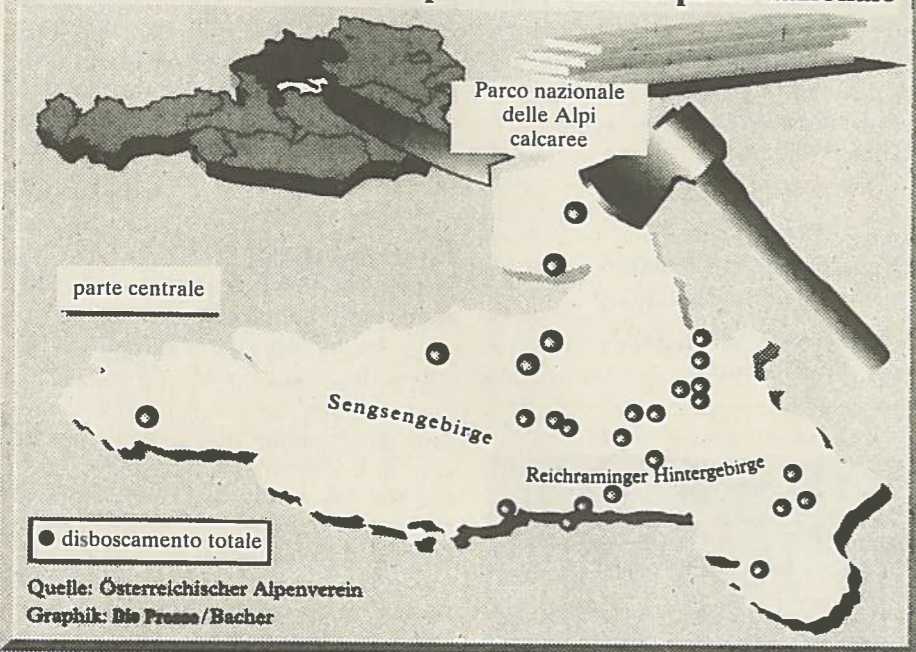 Parco nazionale
delle Alpi
calcaree
parte centrale
Sengsengebirge
Reichraminger Hintergebirge
disboscamento totale
Quelle: Österreichischer Alpenverein
Graphik: Die Presse/Bacher